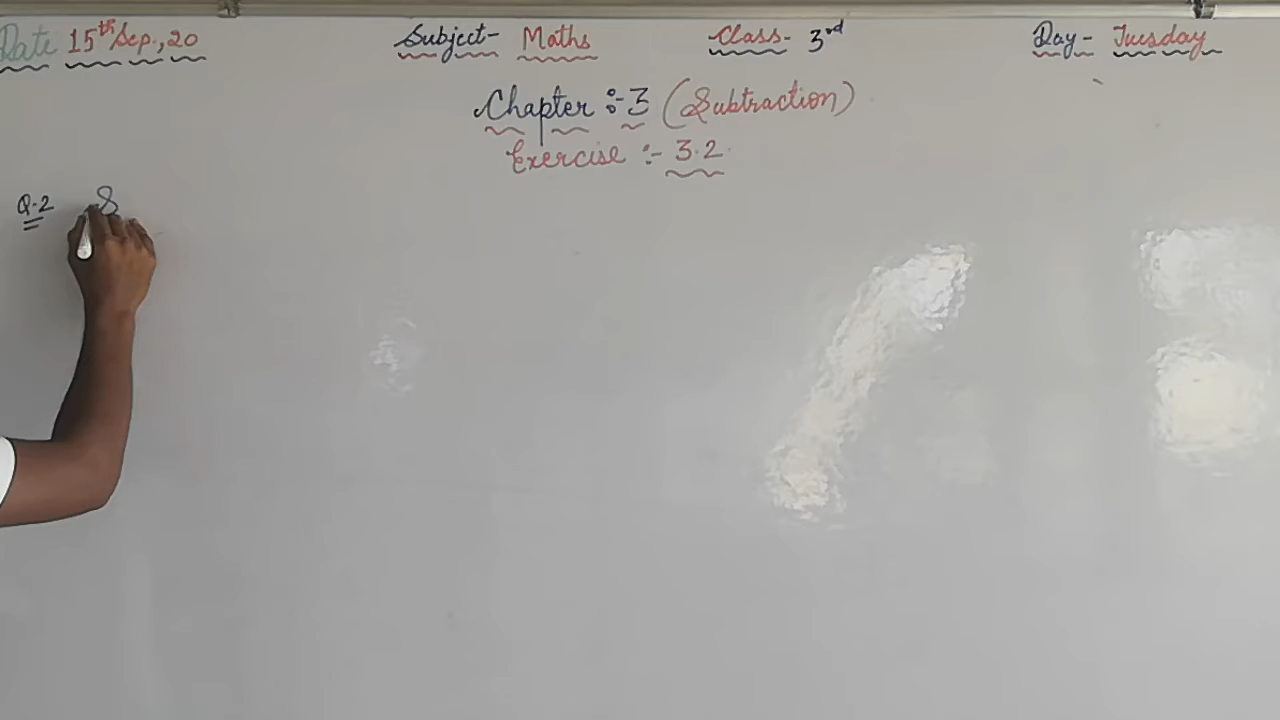 Date 15th Sep., 20 Subject- Maths Class- 3rd Day- Tuesday
Chapter :- 3 (Subtraction)
Exercise :- 3.2
Q.2 S